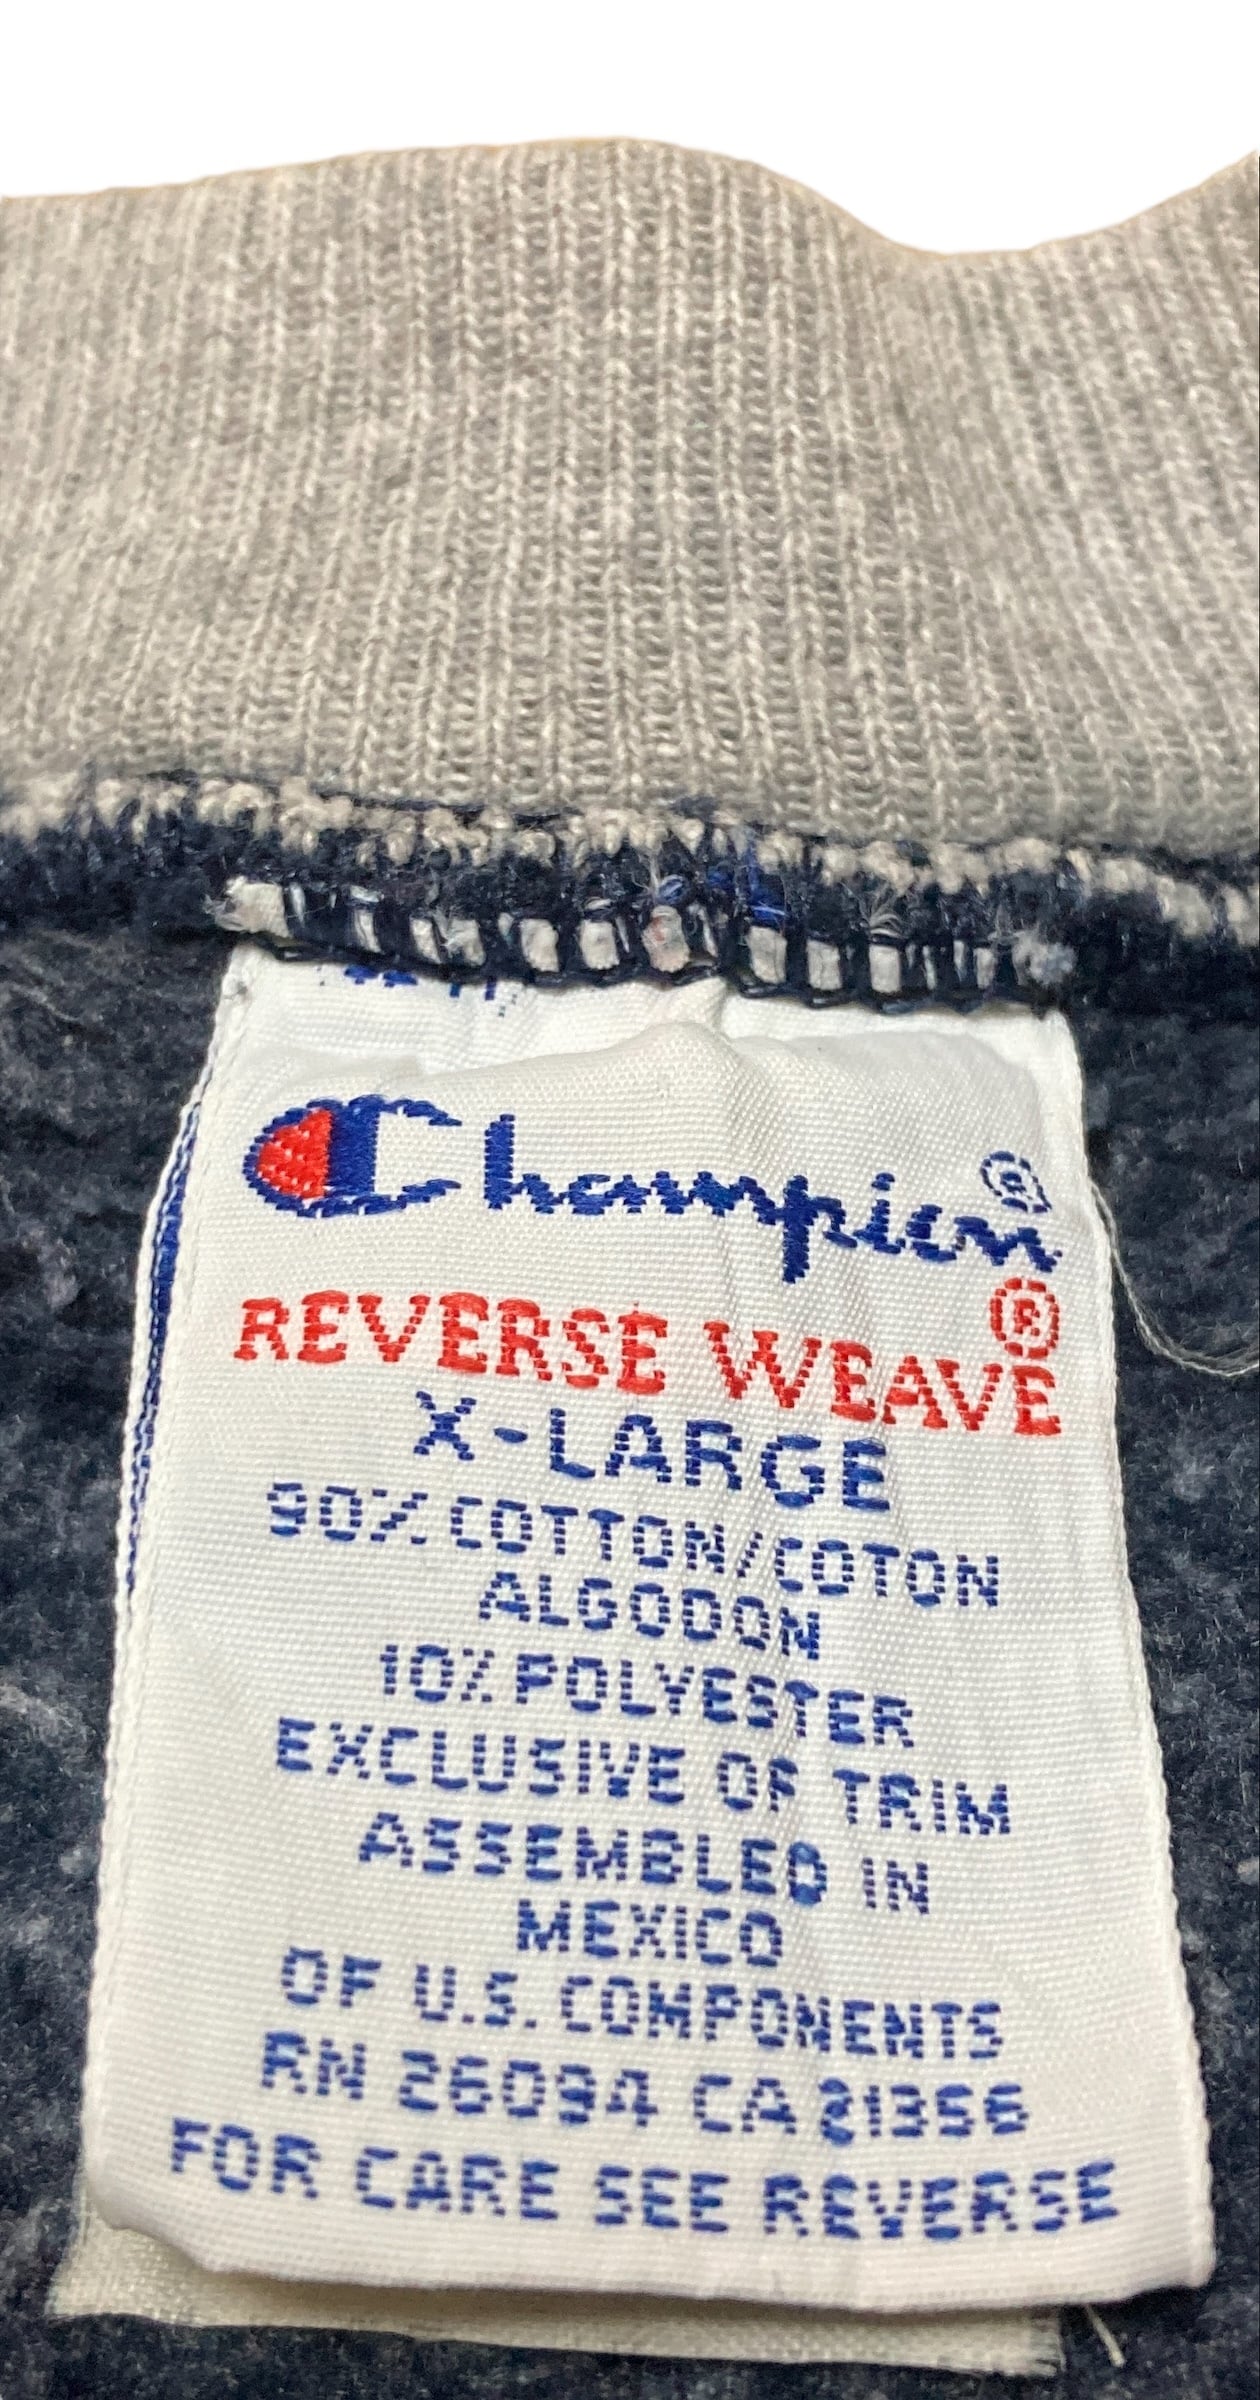 Champion®
REVERSE WEAVE®
X-LARGE
90% COTTON/COTON
ALGODON
10% POLYESTER
EXCLUSIVE OF TRIM
ASSEMBLED IN
MEXICO
OF U.S. COMPONENTS
RN 26094 CA 21356
FOR CARE SEE REVERSE